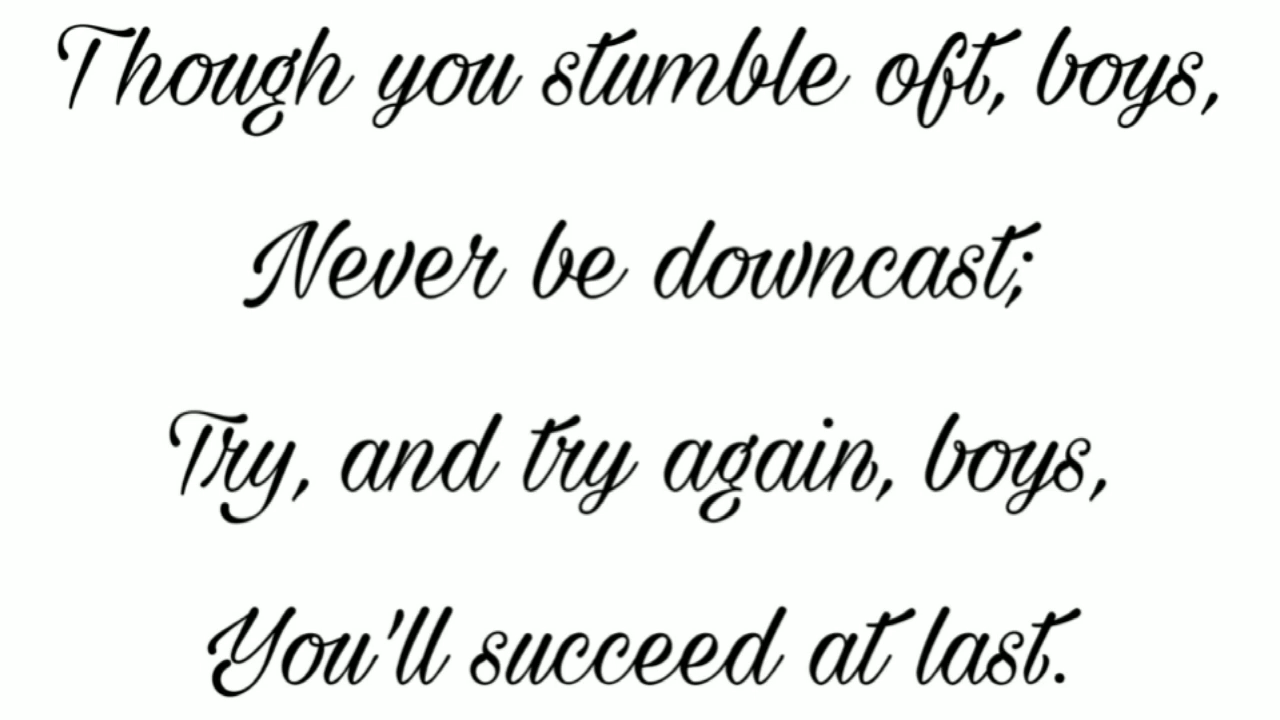 Though you stumble oft, boys,
Never be downcast;
Try, and try again, boys,
You'll succeed at last.